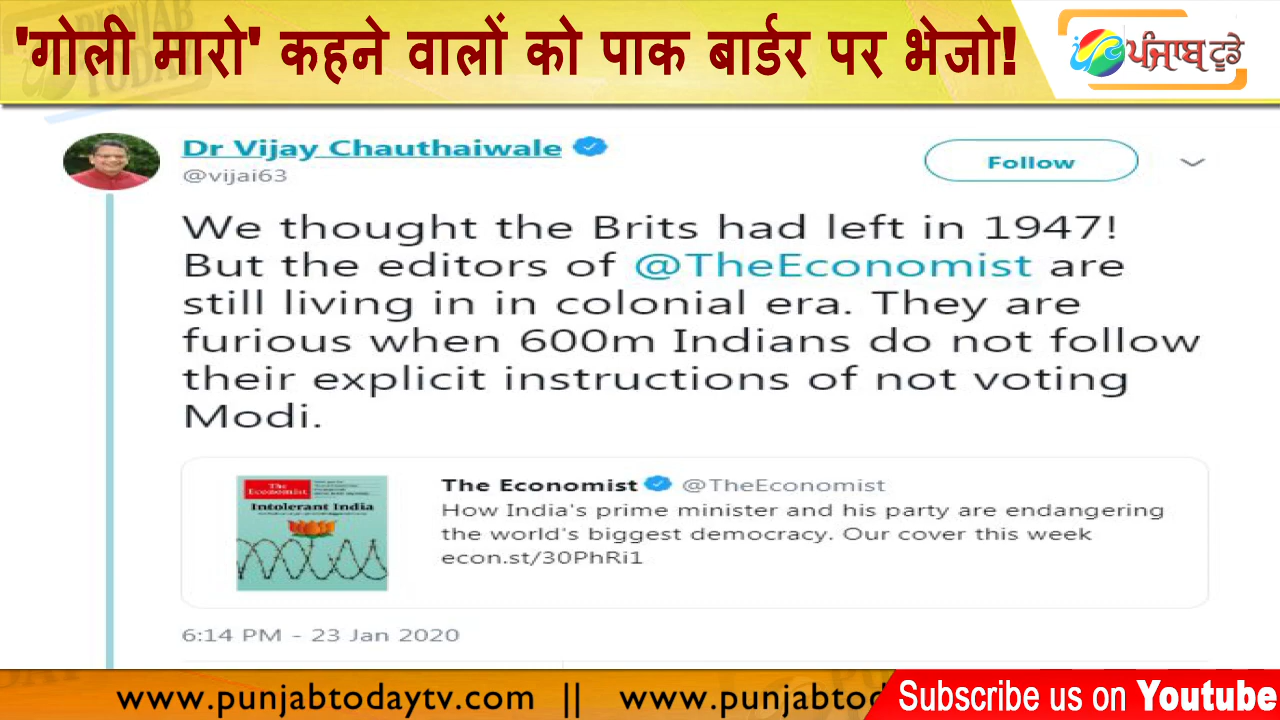 'गोली मारो' कहने वालों को पाक बार्डर पर भेजो!
ਪੰਜਾਬ ਟੂਡੇ
Dr Vijay Chauthaiwale
@vijai63
Follow
We thought the Brits had left in 1947!
But the editors of @TheEconomist are
still living in in colonial era. They are
furious when 600m Indians do not follow
their explicit instructions of not voting
Modi.
The Economist @TheEconomist
How India's prime minister and his party are endangering
the world's biggest democracy. Our cover this week
econ.st/30PhRi1
The
Economist
Intolerant India
6:14 PM - 23 Jan 2020
www.punjabtodaytv.com || www.punjabtod
Subscribe us on Youtube